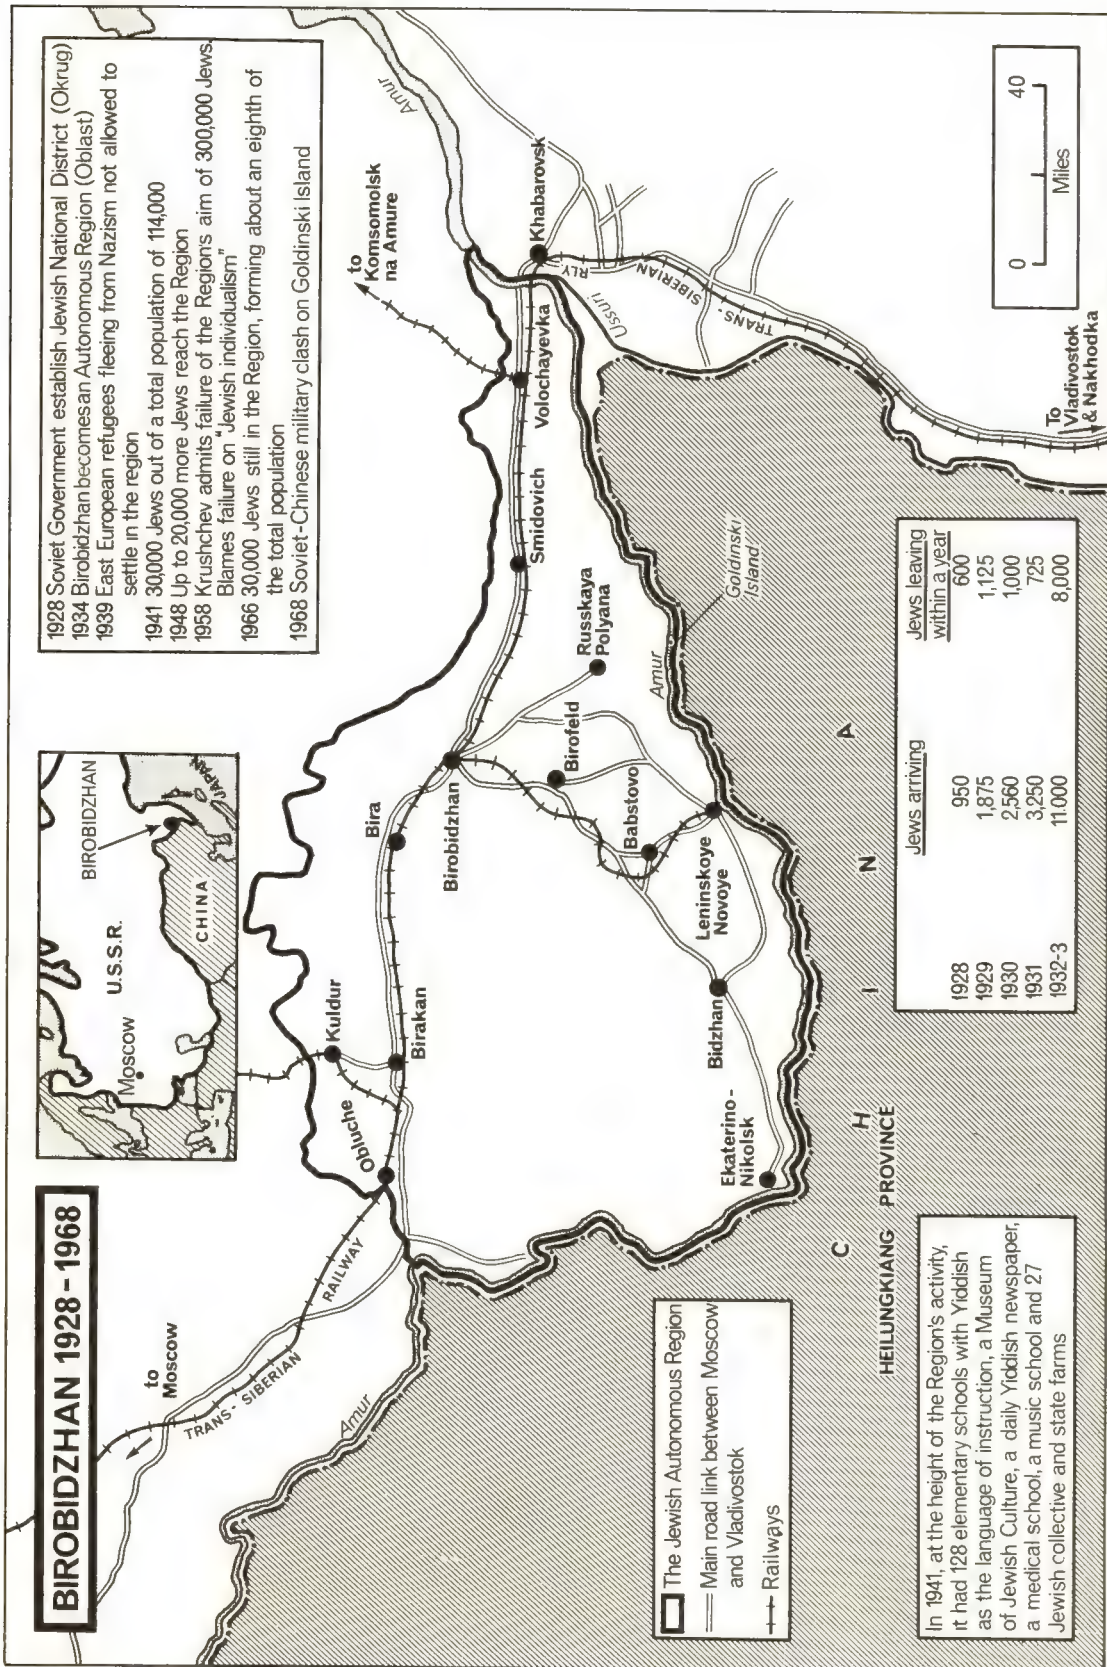 BIROBIDZHAN 1928-1968
BIROBIDZHAN
U.S.S.R.
Moscow
CHINA
JAPAN
1928 Soviet Government establish Jewish National District (Okrug)
1934 Birobidzhan becomes an Autonomous Region (Oblast)
1939 East European refugees fleeing from Nazism not allowed to
settle in the region
1941 30,000 Jews out of a total population of 114,000
1948 Up to 20,000 more Jews reach the Region
1958 Krushchev admits failure of the Region's aim of 300,000 Jews.
Blames failure on "Jewish individualism"
1966 30,000 Jews still in the Region, forming about an eighth of
the total population
1968 Soviet-Chinese military clash on Goldinski Island
to
Moscow
TRANS-SIBERIAN RAILWAY
Amur
Obluche
Kuldur
Birakan
Bira
Birobidzhan
Smidovich
Volochayevka
to
Komsomolsk
na Amure
Amur
Khabarovsk
TRANS-SIBERIAN RLY.
Ussuri
Russkaya
Polyana
Birofeld
Babstovo
Leninskoye
Novoye
Bidzhan
Ekaterino-
Nikolsk
Amur
Goldinski
Island
To
Vladivostok
& Nakhodka
CHINA
HEILUNGKIANG PROVINCE
0 40
Miles
The Jewish Autonomous Region
Main road link between Moscow
and Vladivostok
Railways
In 1941, at the height of the Region's activity,
it had 128 elementary schools with Yiddish
as the language of instruction, a Museum
of Jewish Culture, a daily Yiddish newspaper,
a medical school, a music school and 27
Jewish collective and state farms
Jews arriving Jews leaving
within a year
1928 950 600
1929 1,875 1,125
1930 2,560 1,000
1931 3,250 725
1932-3 11.000 8,000